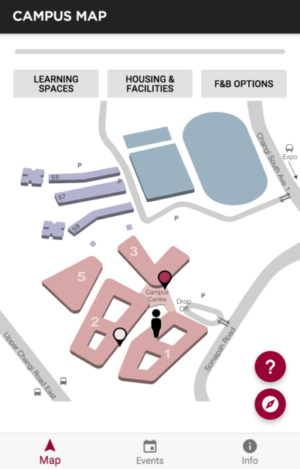 CAMPUS MAP
LEARNING
SPACES
HOUSING &
FACILITIES
F&B OPTIONS
Changi South Ave 1
Expo
P
55
57
59
P
3
5
Campus
Centre
Drop
Off
P
2
1
Upper Changi Road East
Somapah Road
?
Map
Events
Info